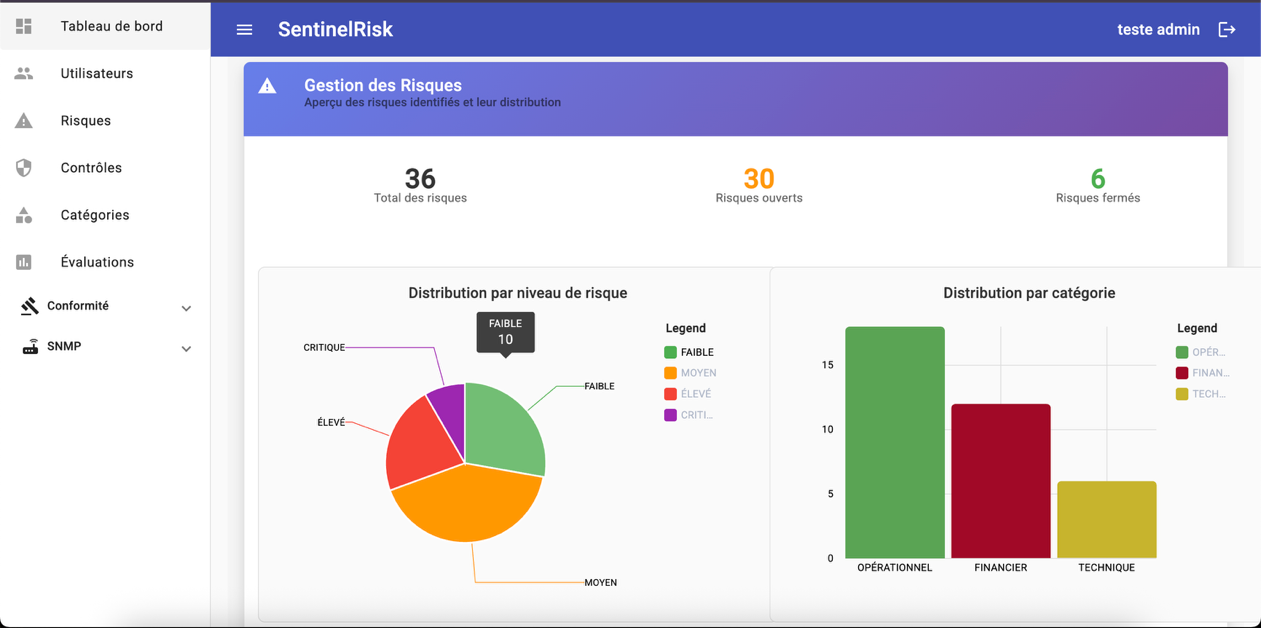 Tableau de bord
Utilisateurs
Risques
Contrôles
Catégories
Évaluations
Conformité
SNMP
SentinelRisk
teste admin
Gestion des Risques
Aperçu des risques identifiés et leur distribution
36
Total des risques
30
Risques ouverts
6
Risques fermés
Distribution par niveau de risque
FAIBLE
10
CRITIQUE
FAIBLE
ÉLEVÉ
MOYEN
Legend
FAIBLE
MOYEN
ÉLEVÉ
CRITI...
Distribution par catégorie
15
10
5
0
OPÉRATIONNEL
FINANCIER
TECHNIQUE
Legend
OPÉR...
FINAN...
TECH...